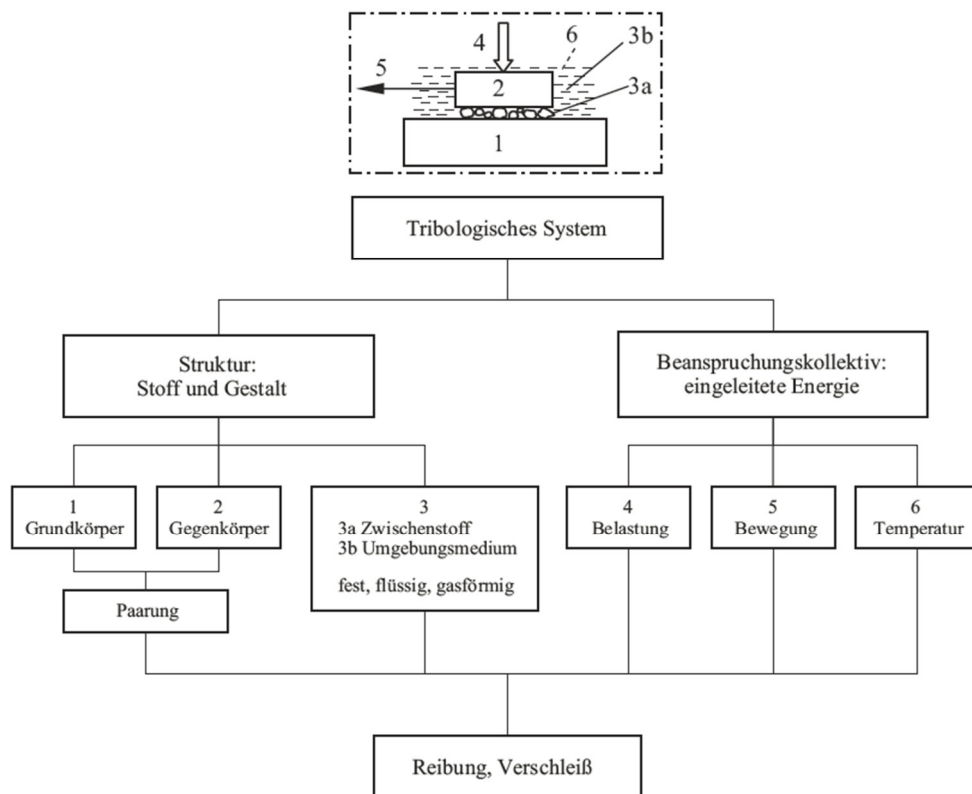 4
6
3b
5
2
3a
1
Tribologisches System
Struktur:
Stoff und Gestalt
Beanspruchungskollektiv:
eingeleitete Energie
1
Grundkörper
2
Gegenkörper
3
3a Zwischenstoff
3b Umgebungsmedium
fest, flüssig, gasförmig
4
Belastung
5
Bewegung
6
Temperatur
Paarung
Reibung, Verschleiß